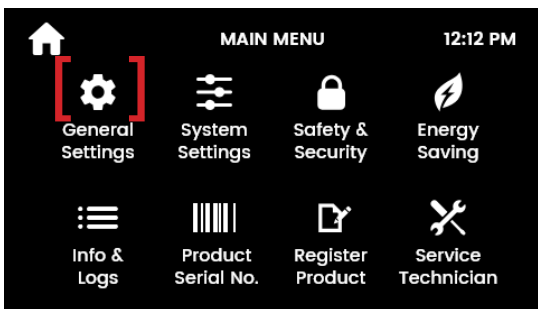 MAIN MENU 12:12 PM
General Settings
System Settings
Safety & Security
Energy Saving
Info & Logs
Product Serial No.
Register Product
Service Technician